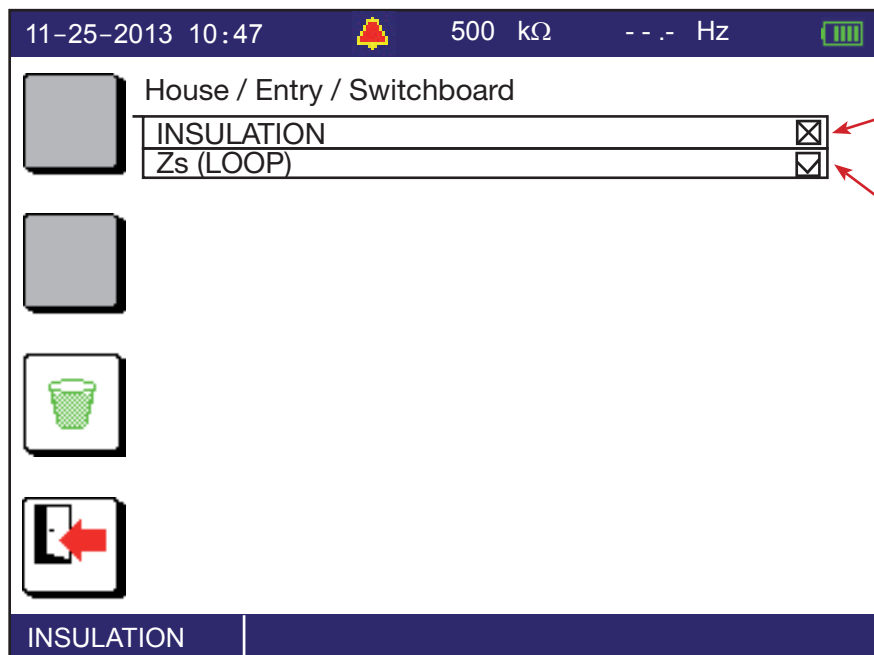 11-25-2013 10:47 500 kΩ - - .- Hz
House / Entry / Switchboard
INSULATION
Zs (LOOP)
INSULATION